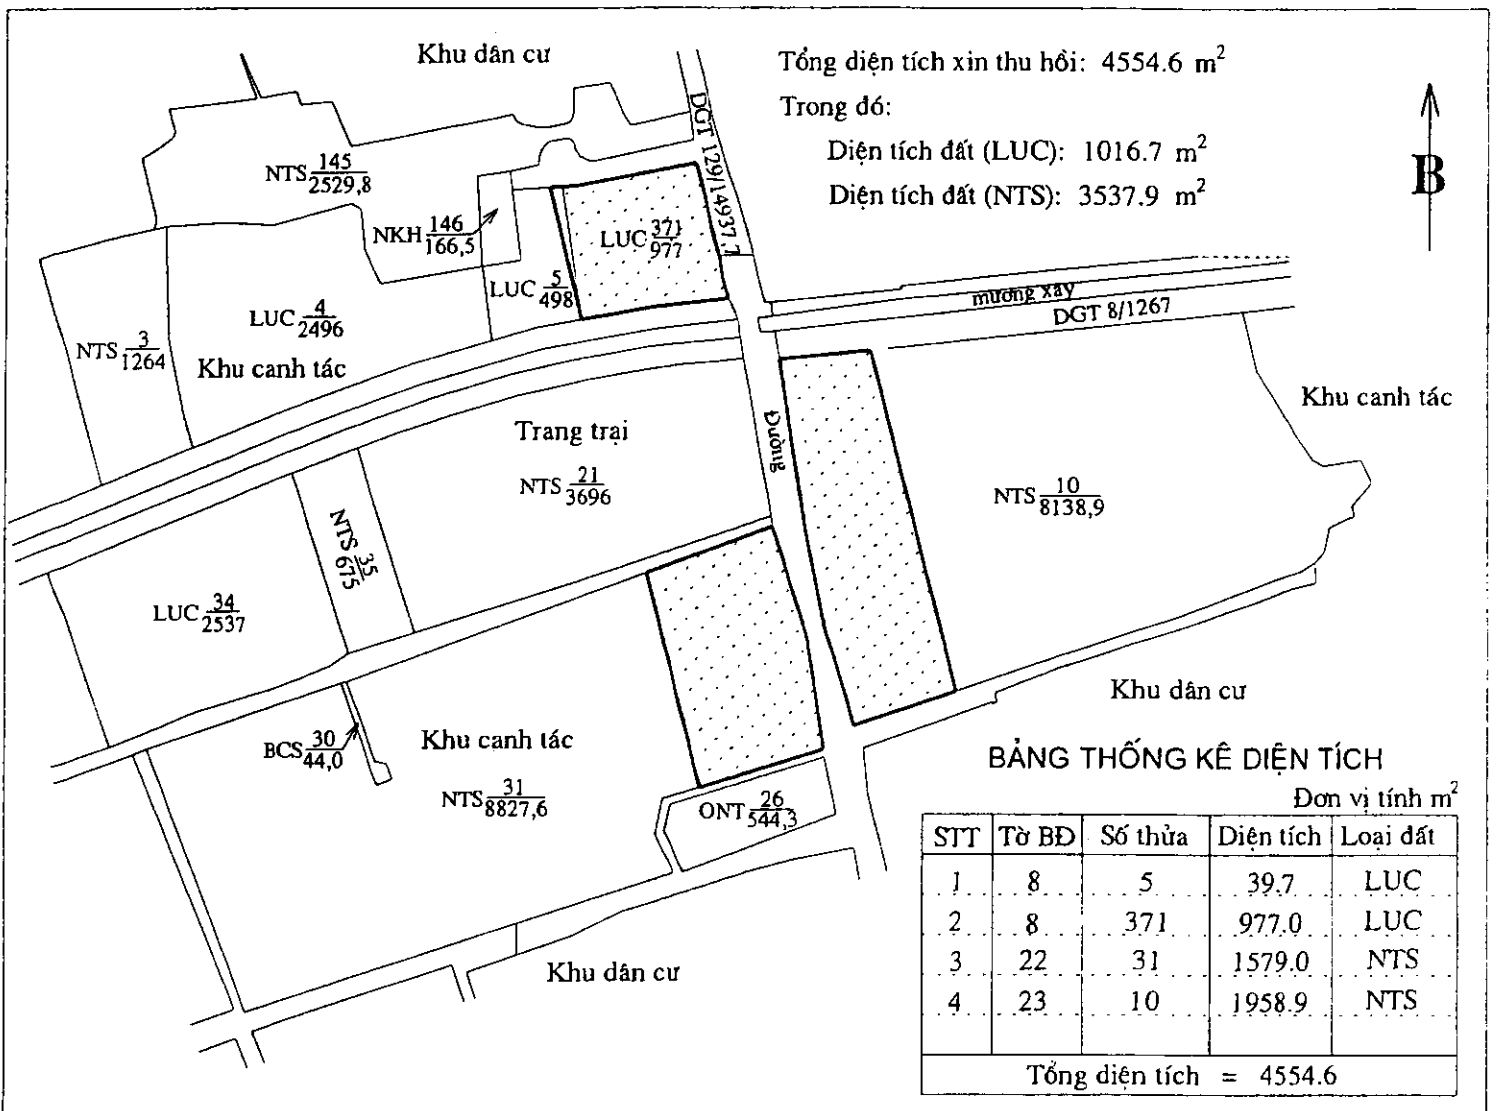 Khu dân cư
Tổng diện tích xin thu hồi: 4554.6 m²
Trong đó:
Diện tích đất (LUC): 1016.7 m²
Diện tích đất (NTS): 3537.9 m²
B
DGT 129/14937.7
NTS 145/2529,8
NKH 146/166,5
LUC 371/977
LUC 5/498
LUC 4/2496
NTS 3/1264
Khu canh tác
mương xây
DGT 8/1267
Khu canh tác
Trang trại
Đường
NTS 21/3696
NTS 10/8138,9
NTS 35/675
LUC 34/2537
Khu dân cư
BCS 30/44,0
Khu canh tác
NTS 31/8827,6
ONT 26/544,3
Khu dân cư
BẢNG THỐNG KÊ DIỆN TÍCH
Đơn vị tính m²
STT Tờ BĐ Số thửa Diện tích Loại đất
1 8 5 39.7 LUC
2 8 371 977.0 LUC
3 22 31 1579.0 NTS
4 23 10 1958.9 NTS
Tổng diện tích = 4554.6